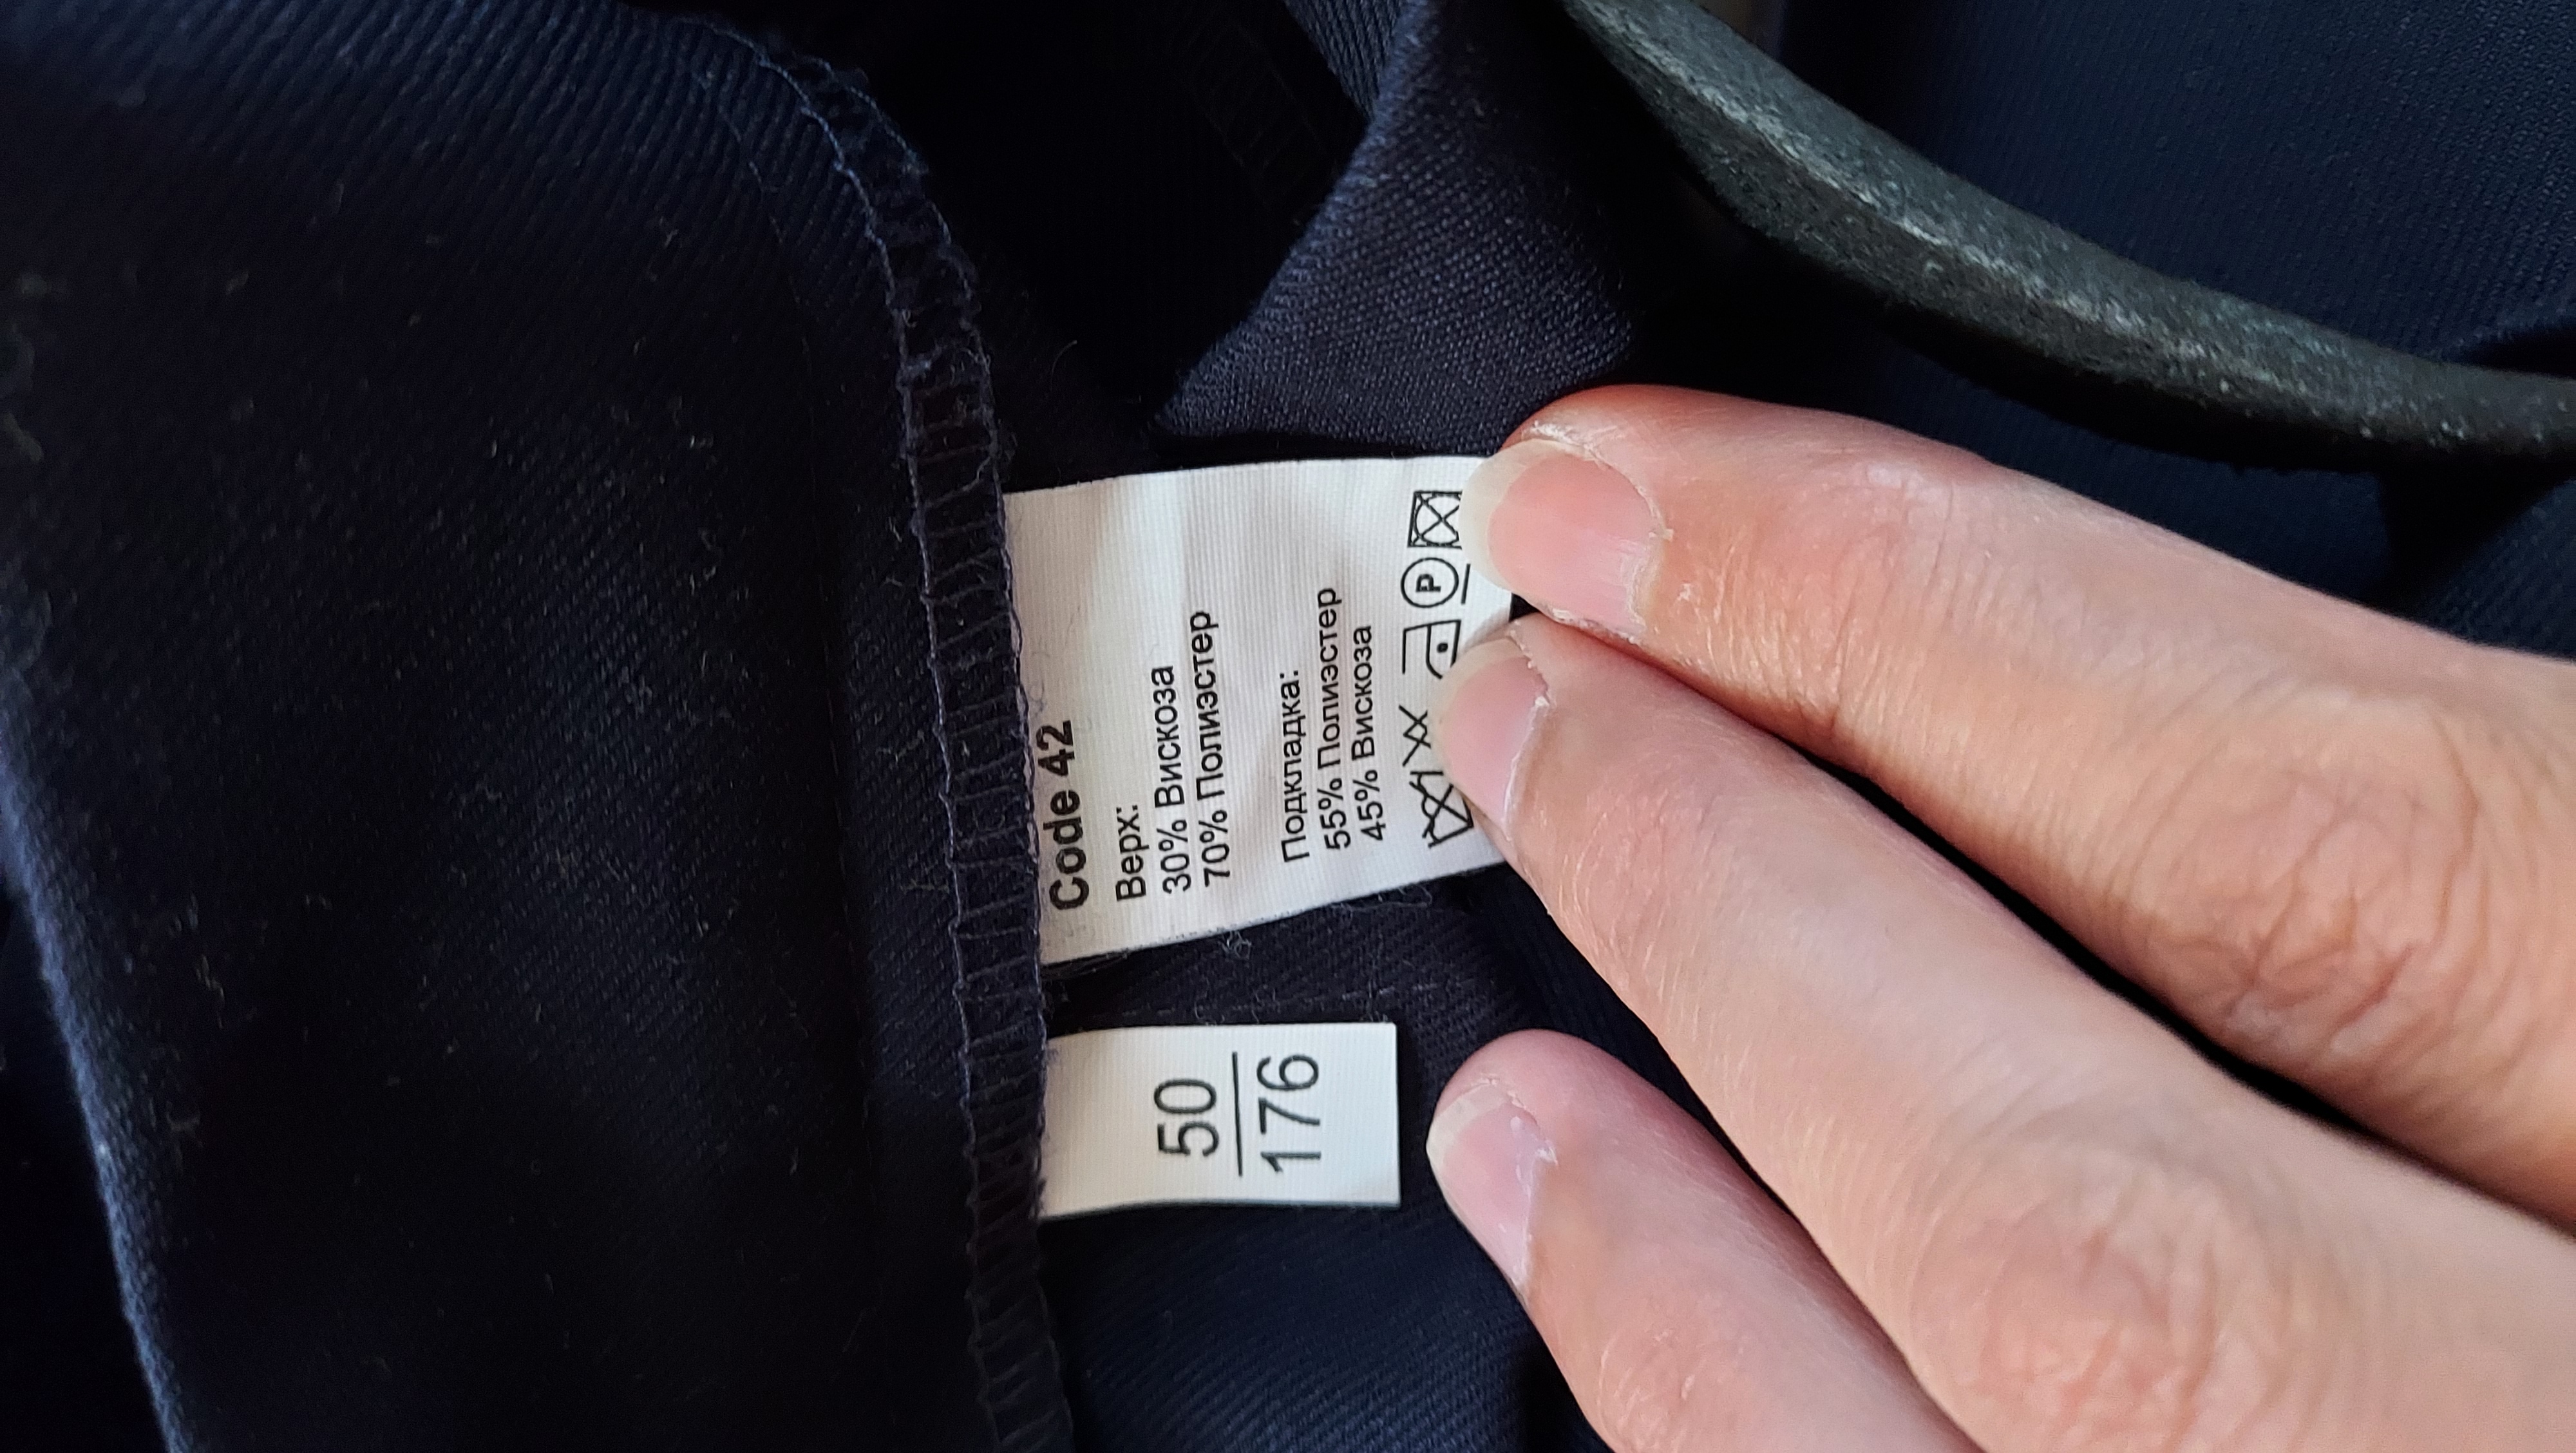 Code 42
Верх:
30% Вискоза
70% Полиэстер
Подкладка:
55% Полиэстер
45% Вискоза
P
50
176